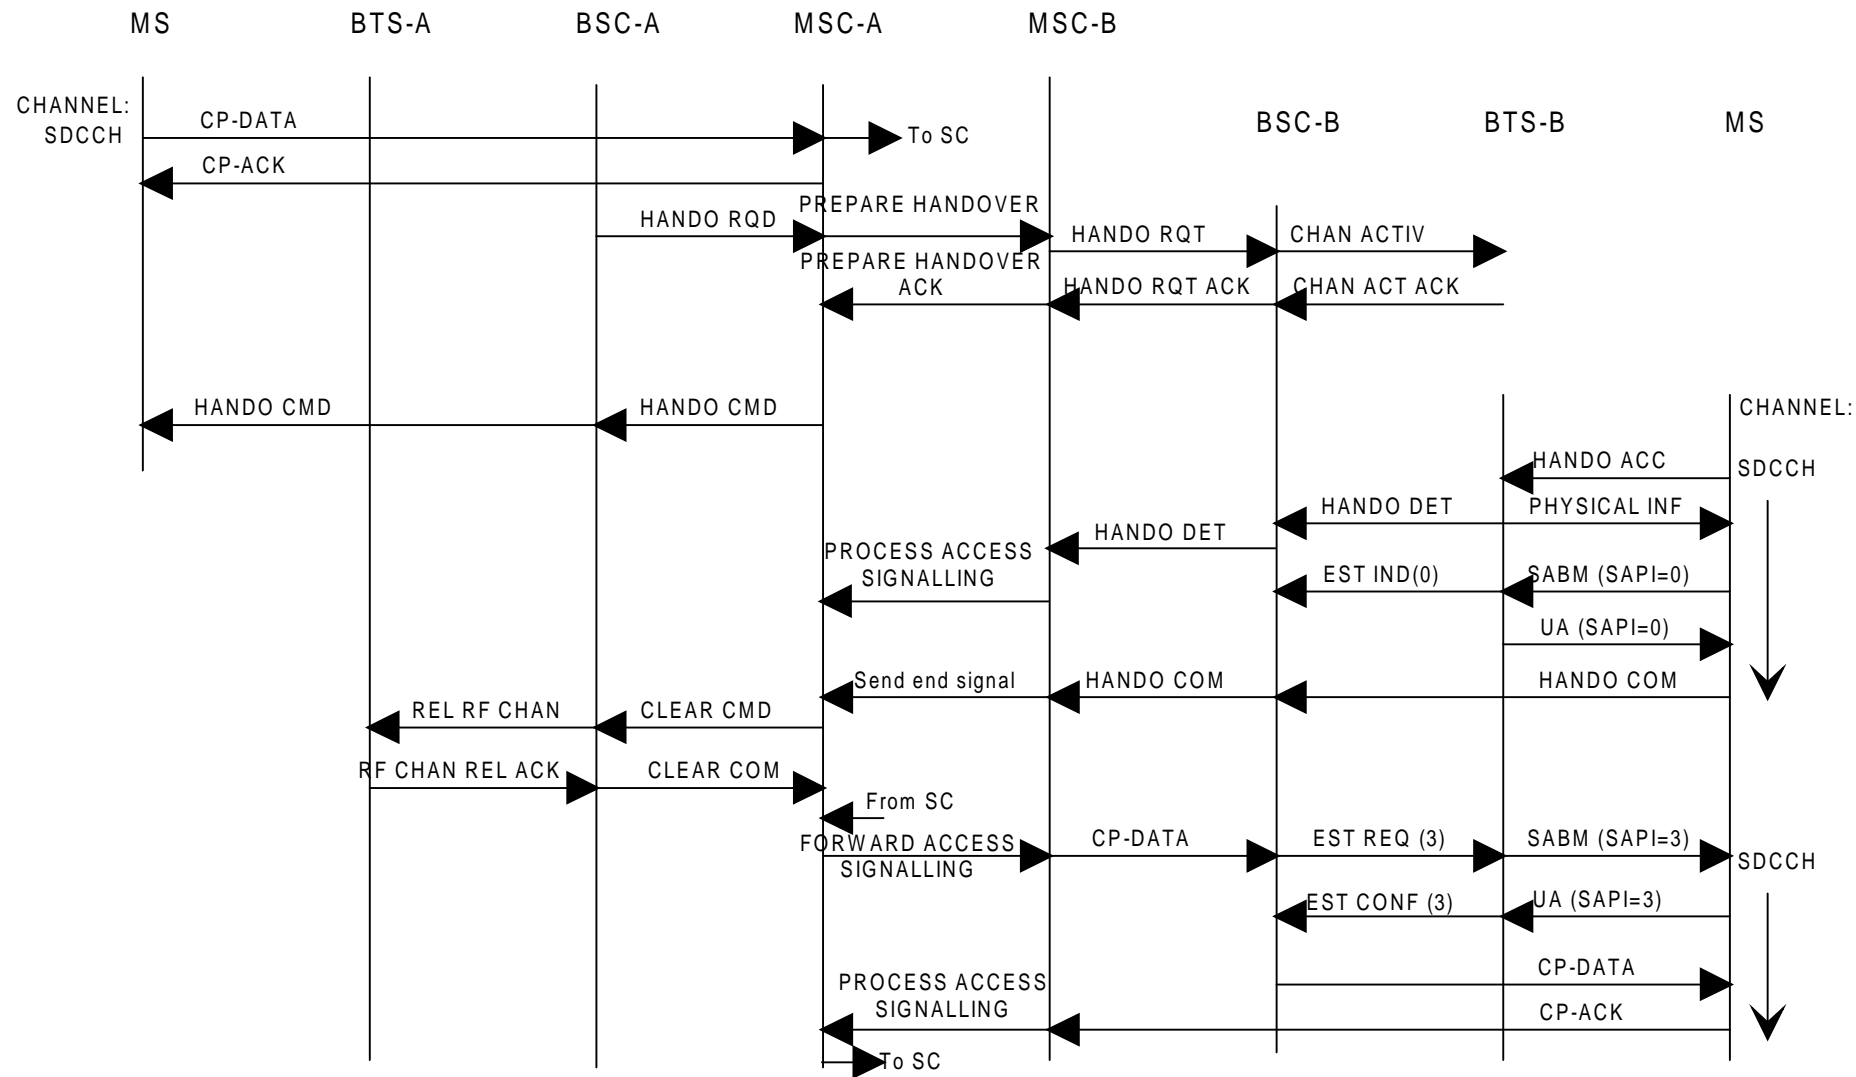 MS BTS-A BSC-A MSC-A MSC-B
CHANNEL:
SDCCH
CP-DATA
To SC
BSC-B BTS-B MS
CP-ACK
PREPARE HANDOVER
HANDO RQD
HANDO RQT
CHAN ACTIV
PREPARE HANDOVER
ACK
HANDO RQT ACK
CHAN ACT ACK
HANDO CMD
HANDO CMD
CHANNEL:
HANDO ACC
SDCCH
HANDO DET
PHYSICAL INF
HANDO DET
PROCESS ACCESS
SIGNALLING
EST IND(0)
SABM (SAPI=0)
UA (SAPI=0)
Send end signal
HANDO COM
HANDO COM
REL RF CHAN
CLEAR CMD
RF CHAN REL ACK
CLEAR COM
From SC
FORWARD ACCESS
SIGNALLING
CP-DATA
EST REQ (3)
SABM (SAPI=3)
SDCCH
EST CONF (3)
UA (SAPI=3)
CP-DATA
PROCESS ACCESS
SIGNALLING
CP-ACK
To SC